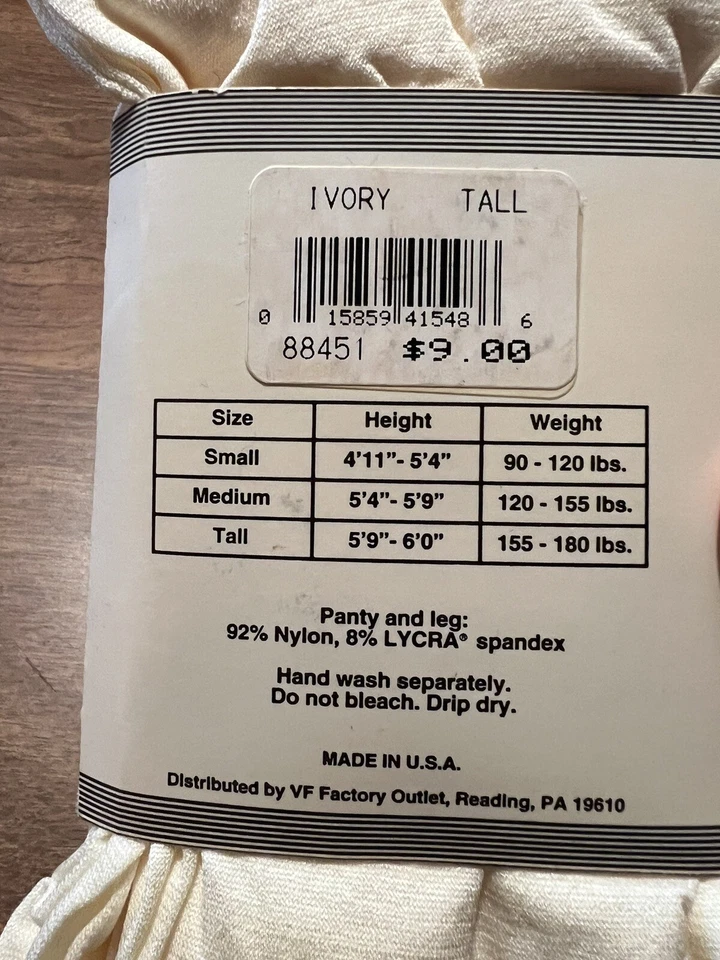 IVORY TALL
0 15859 41548 6
88451 $9.00
Size Height Weight
Small 4'11"- 5'4" 90 - 120 lbs.
Medium 5'4"- 5'9" 120 - 155 lbs.
Tall 5'9"- 6'0" 155 - 180 lbs.
Panty and leg:
92% Nylon, 8% LYCRA® spandex
Hand wash separately.
Do not bleach. Drip dry.
MADE IN U.S.A.
Distributed by VF Factory Outlet, Reading, PA 19610